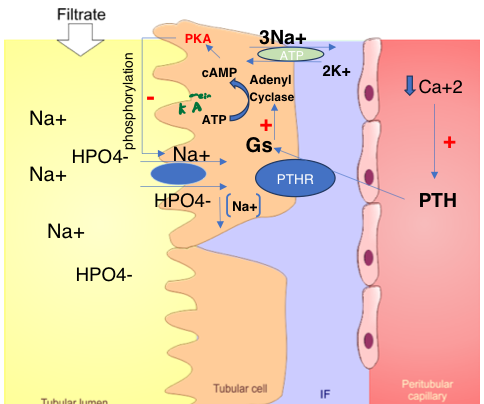 Filtrate
PKA
3Na+
ATP
2K+
cAMP
Adenyl
Cyclase
phosphorylation
-
ATP
+
Gs
Ca+2
+
PTH
Na+
HPO4-
Na+
Na+
PTHR
HPO4-
[Na+]
Na+
HPO4-
Tubular lumen
Tubular cell
IF
Peritubular
capillary